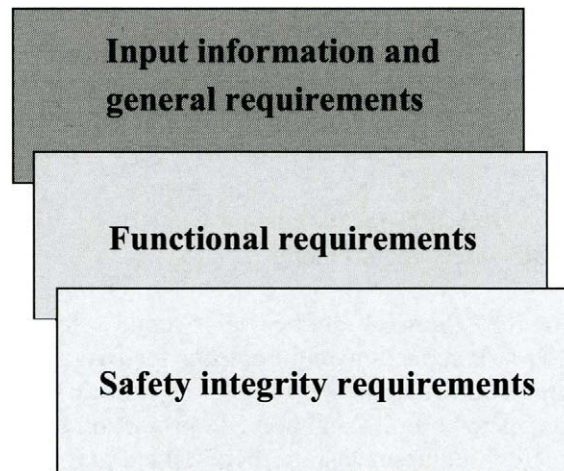 Input information and
general requirements
Functional requirements
Safety integrity requirements